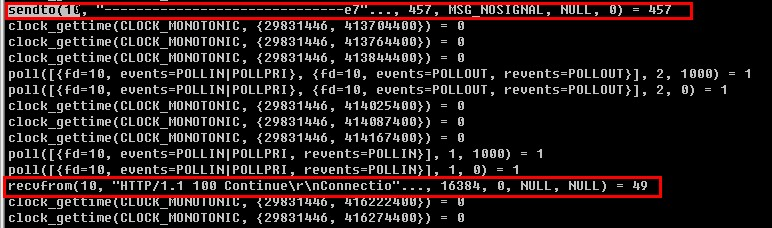 sendto(10, "------------------------------e7"..., 457, MSG_NOSIGNAL, NULL, 0) = 457
clock_gettime(CLOCK_MONOTONIC, {29831446, 413704400}) = 0
clock_gettime(CLOCK_MONOTONIC, {29831446, 413764400}) = 0
clock_gettime(CLOCK_MONOTONIC, {29831446, 413844400}) = 0
poll([{fd=10, events=POLLIN|POLLPRI}, {fd=10, events=POLLOUT, revents=POLLOUT}], 2, 1000) = 1
poll([{fd=10, events=POLLIN|POLLPRI}, {fd=10, events=POLLOUT, revents=POLLOUT}], 2, 0) = 1
clock_gettime(CLOCK_MONOTONIC, {29831446, 414025400}) = 0
clock_gettime(CLOCK_MONOTONIC, {29831446, 414087400}) = 0
clock_gettime(CLOCK_MONOTONIC, {29831446, 414167400}) = 0
poll([{fd=10, events=POLLIN|POLLPRI, revents=POLLIN}], 1, 1000) = 1
poll([{fd=10, events=POLLIN|POLLPRI, revents=POLLIN}], 1, 0) = 1
recvfrom(10, "HTTP/1.1 100 Continue\r\nConnectio"..., 16384, 0, NULL, NULL) = 49
clock_gettime(CLOCK_MONOTONIC, {29831446, 416222400}) = 0
clock_gettime(CLOCK_MONOTONIC, {29831446, 416274400}) = 0